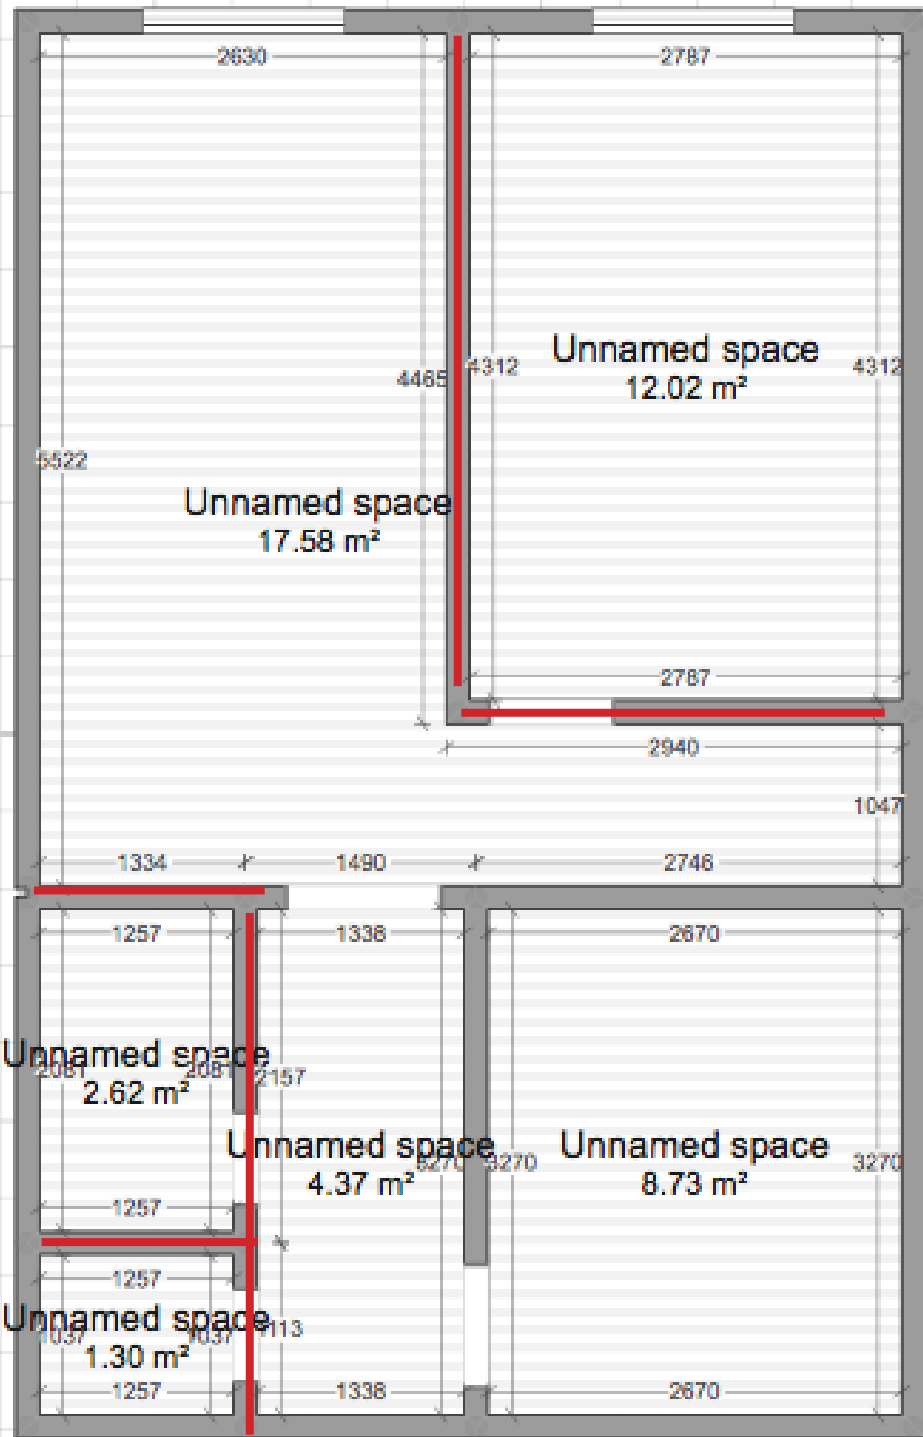 2630
2787
Unnamed space
12.02 m²
4465
4312
4312
5522
Unnamed space
17.58 m²
2787
2940
1047
1334
1490
2746
1257
1338
2670
Unnamed space
2.62 m²
2081
2081
2157
Unnamed space
4.37 m²
3270
3270
Unnamed space
8.73 m²
3270
1257
1257
Unnamed space
1.30 m²
1037
1037
1113
1257
1338
2670